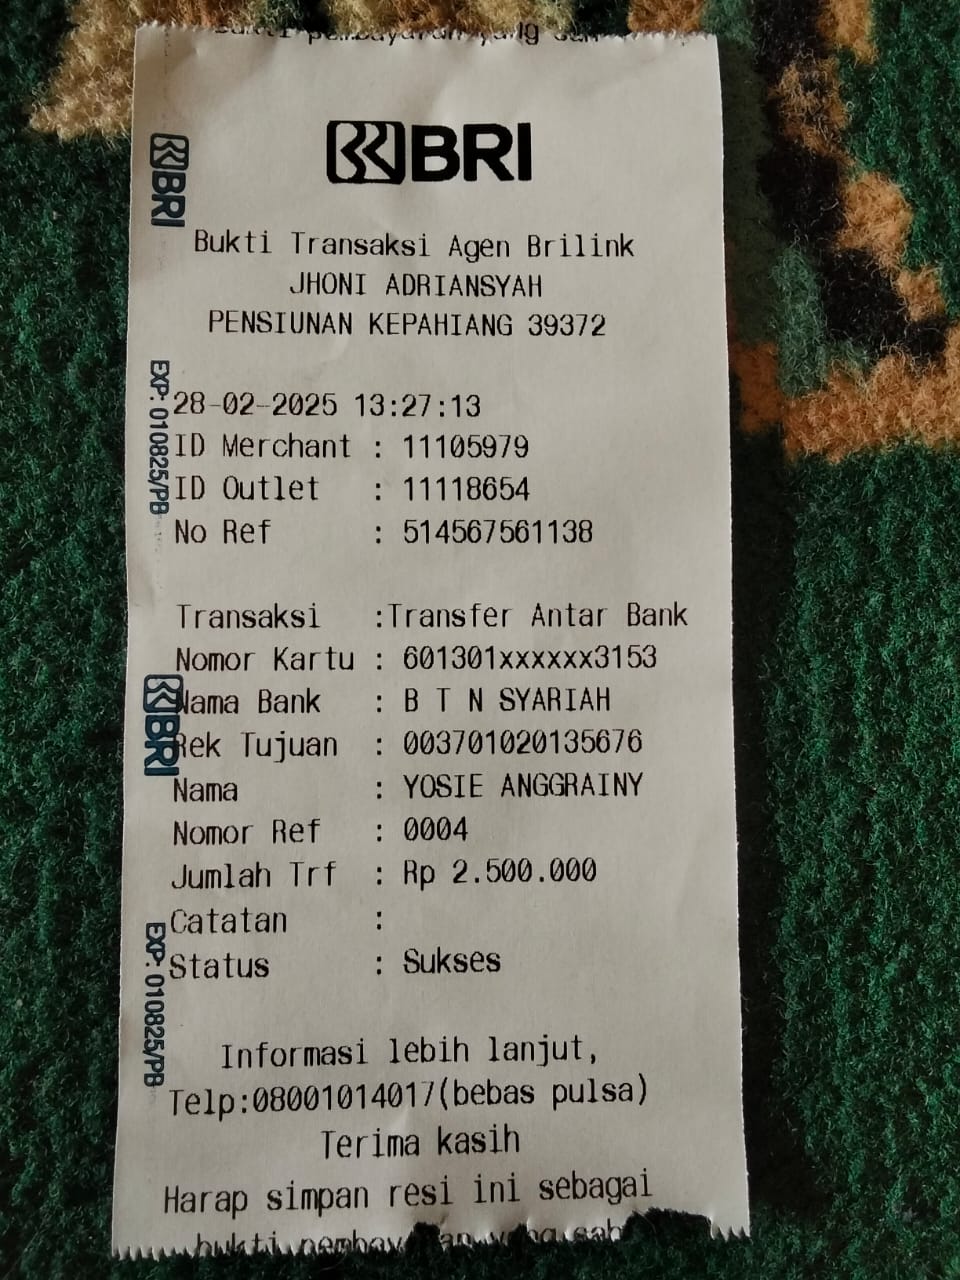 BRI
Bukti Transaksi Agen Brilink
JHONI ADRIANSYAH
PENSIUNAN KEPAHIANG 39372
28-02-2025 13:27:13
ID Merchant : 11105979
ID Outlet : 11118654
No Ref : 514567561138
Transaksi :Transfer Antar Bank
Nomor Kartu : 601301xxxxxx3153
Nama Bank : B T N SYARIAH
Rek Tujuan : 003701020135676
Nama : YOSIE ANGGRAINY
Nomor Ref : 0004
Jumlah Trf : Rp 2.500.000
Catatan :
Status : Sukses
Informasi lebih lanjut,
Telp:08001014017(bebas pulsa)
Terima kasih
Harap simpan resi ini sebagai
bukti
BRI
EXP: 010825/PB
BRI
EXP: 010825/PB